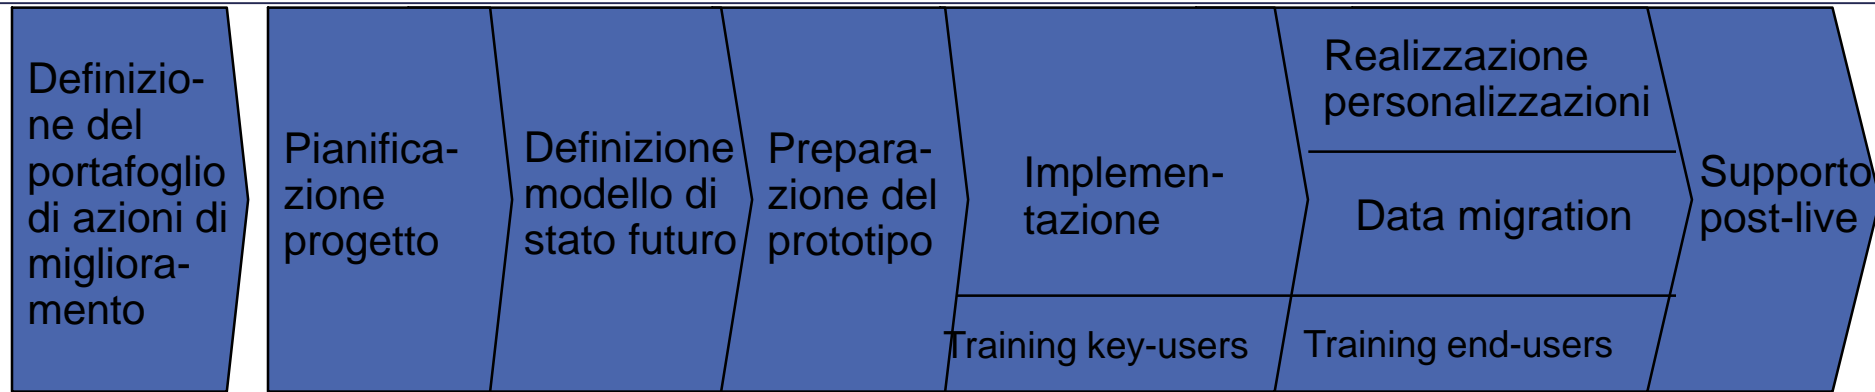 Definizio-
ne del
portafoglio
di azioni di
migliora-
mento
Pianifica-
zione
progetto
Definizione
modello di
stato futuro
Prepara-
zione del
prototipo
Implemen-
tazione
Training key-users
Realizzazione
personalizzazioni
Data migration
Training end-users
Supporto
post-live